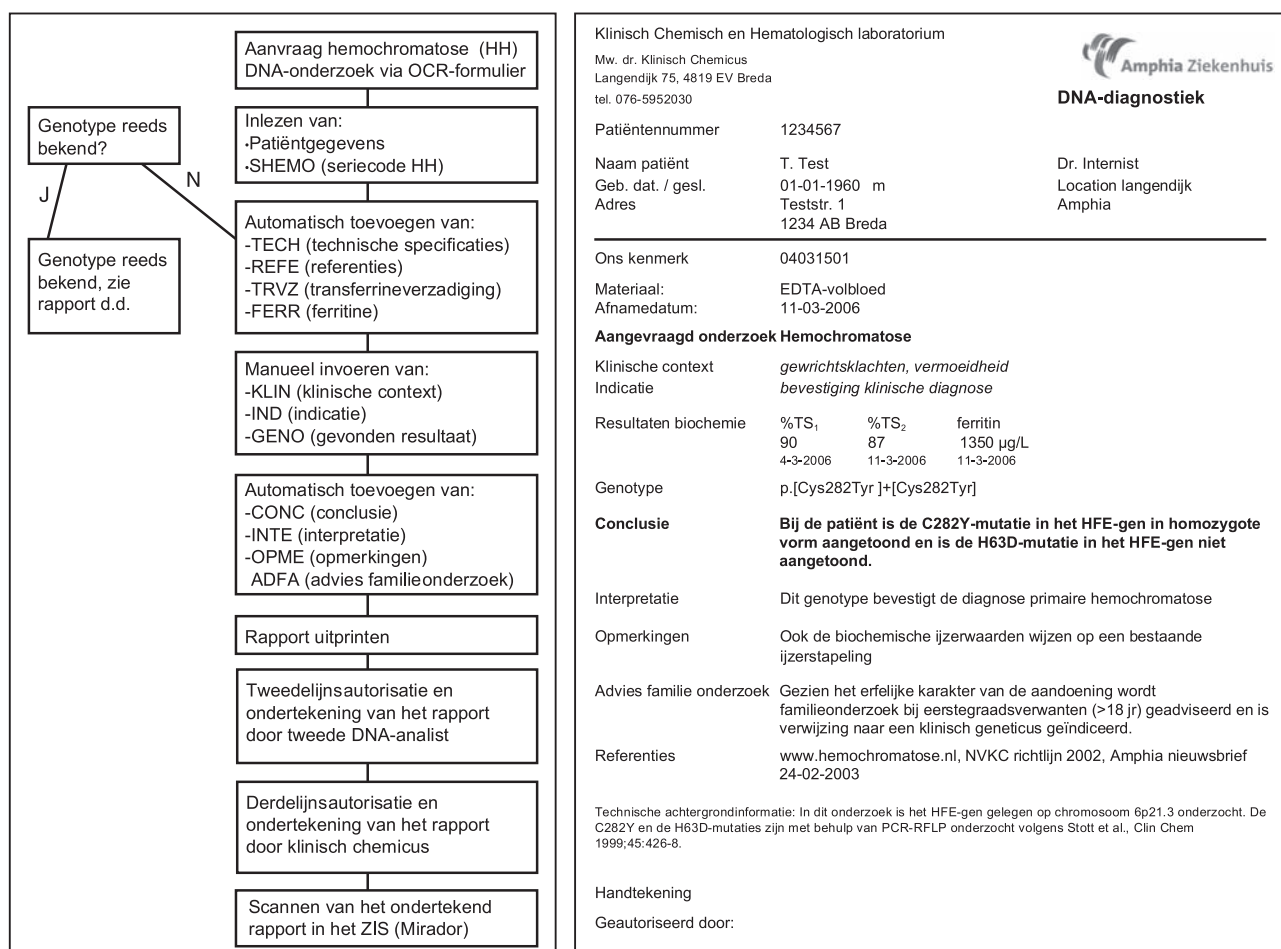 Aanvraag hemochromatose (HH)
DNA-onderzoek via OCR-formulier
Genotype reeds
bekend?
J
N
Genotype reeds
bekend, zie
rapport d.d.
Inlezen van:
•Patiëntgegevens
•SHEMO (seriecode HH)
Automatisch toevoegen van:
-TECH (technische specificaties)
-REFE (referenties)
-TRVZ (transferrineverzadiging)
-FERR (ferritine)
Manueel invoeren van:
-KLIN (klinische context)
-IND (indicatie)
-GENO (gevonden resultaat)
Automatisch toevoegen van:
-CONC (conclusie)
-INTE (interpretatie)
-OPME (opmerkingen)
ADFA (advies familieonderzoek)
Rapport uitprinten
Tweedelijnsautorisatie en
ondertekening van het rapport
door tweede DNA-analist
Derdelijnsautorisatie en
ondertekening van het rapport
door klinisch chemicus
Scannen van het ondertekend
rapport in het ZIS (Mirador)
Klinisch Chemisch en Hematologisch laboratorium
Mw. dr. Klinisch Chemicus
Langendijk 75, 4819 EV Breda
tel. 076-5952030
Amphia Ziekenhuis
DNA-diagnostiek
Patiëntennummer 1234567
Naam patiënt T. Test Dr. Internist
Geb. dat. / gesl. 01-01-1960 m Location langendijk
Adres Teststr. 1 Amphia
1234 AB Breda
Ons kenmerk 04031501
Materiaal: EDTA-volbloed
Afnamedatum: 11-03-2006
Aangevraagd onderzoek Hemochromatose
Klinische context gewrichtsklachten, vermoeidheid
Indicatie bevestiging klinische diagnose
Resultaten biochemie %TS₁ %TS₂ ferritin
90 87 1350 µg/L
4-3-2006 11-3-2006 11-3-2006
Genotype p.[Cys282Tyr ]+[Cys282Tyr]
Conclusie Bij de patiënt is de C282Y-mutatie in het HFE-gen in homozygote
vorm aangetoond en is de H63D-mutatie in het HFE-gen niet
aangetoond.
Interpretatie Dit genotype bevestigt de diagnose primaire hemochromatose
Opmerkingen Ook de biochemische ijzerwaarden wijzen op een bestaande
ijzerstapeling
Advies familie onderzoek Gezien het erfelijke karakter van de aandoening wordt
familieonderzoek bij eerstegraadsverwanten (>18 jr) geadviseerd en is
verwijzing naar een klinisch geneticus geïndiceerd.
Referenties www.hemochromatose.nl, NVKC richtlijn 2002, Amphia nieuwsbrief
24-02-2003
Technische achtergrondinformatie: In dit onderzoek is het HFE-gen gelegen op chromosoom 6p21.3 onderzocht. De
C282Y en de H63D-mutaties zijn met behulp van PCR-RFLP onderzocht volgens Stott et al., Clin Chem
1999;45:426-8.
Handtekening
Geautoriseerd door: